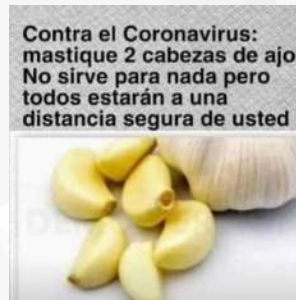 Contra el Coronavirus:
mastique 2 cabezas de ajo
No sirve para nada pero
todos estarán a una
distancia segura de usted